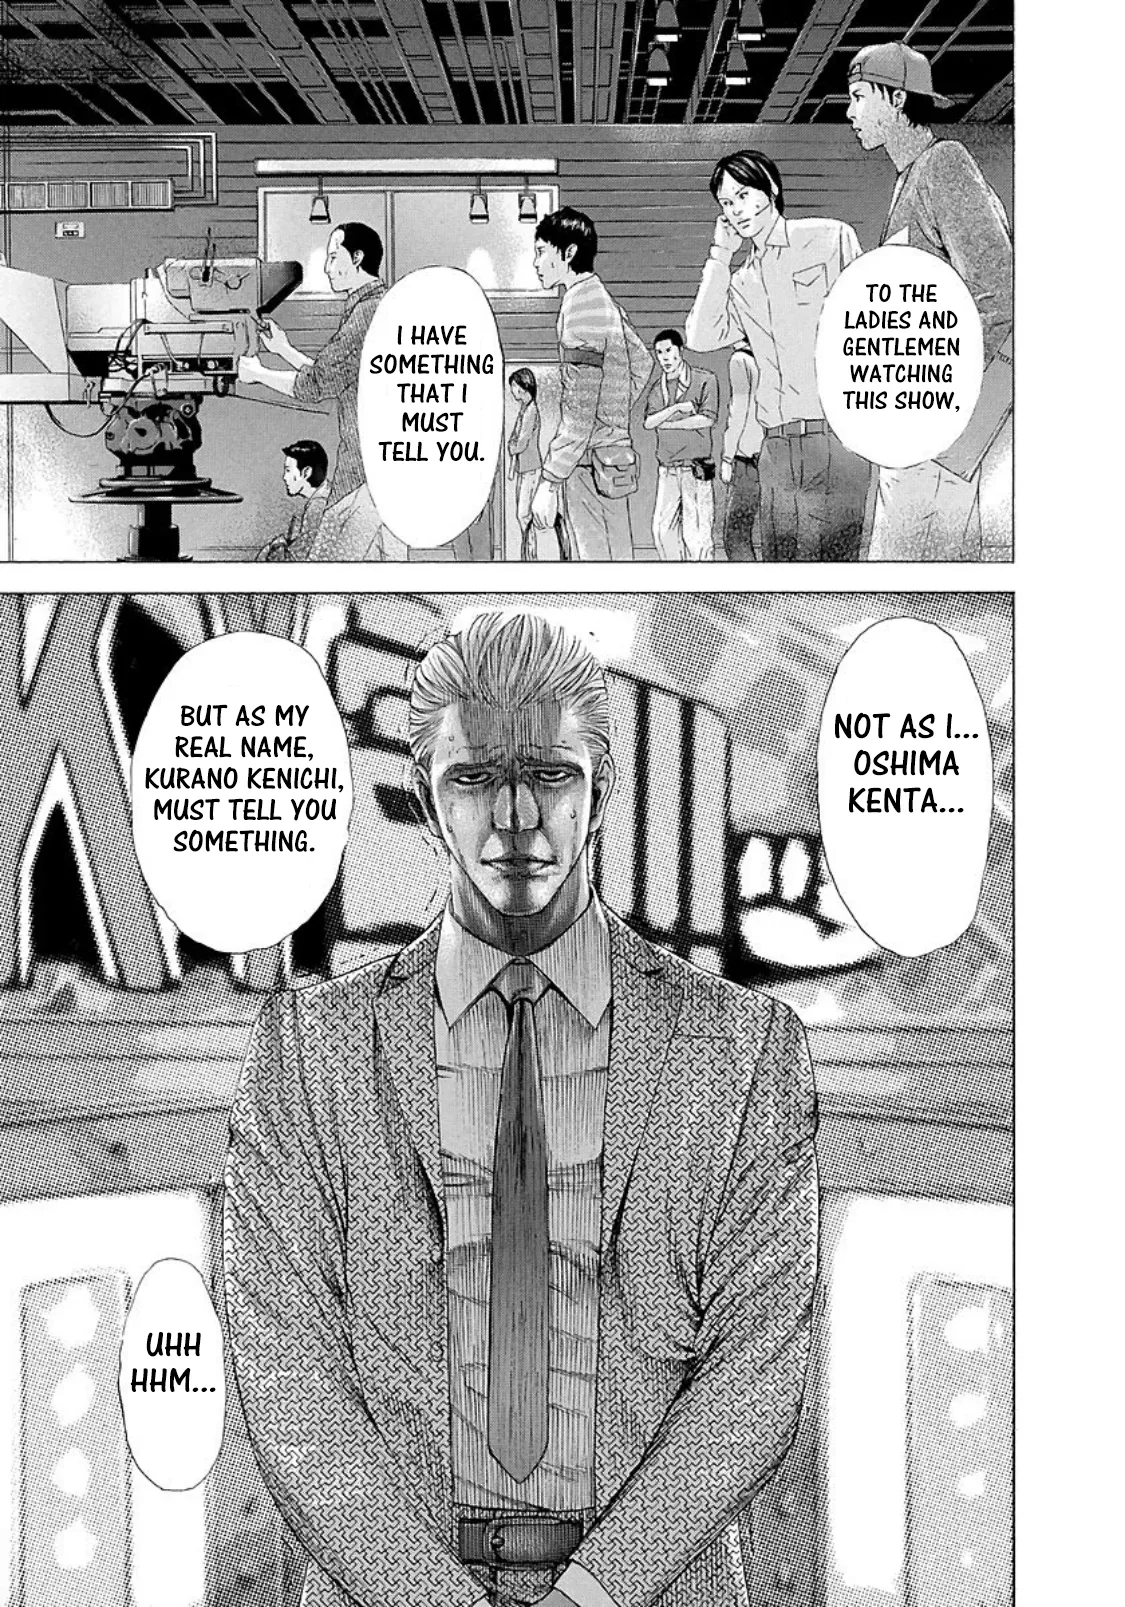 TO THE
LADIES AND
GENTLEMEN
WATCHING
THIS SHOW,
I HAVE
SOMETHING
THAT I
MUST
TELL YOU.
NOT AS I...
OSHIMA
KENTA...
BUT AS MY
REAL NAME,
KURANO KENICHI,
MUST TELL YOU
SOMETHING.
UHH
HHM...